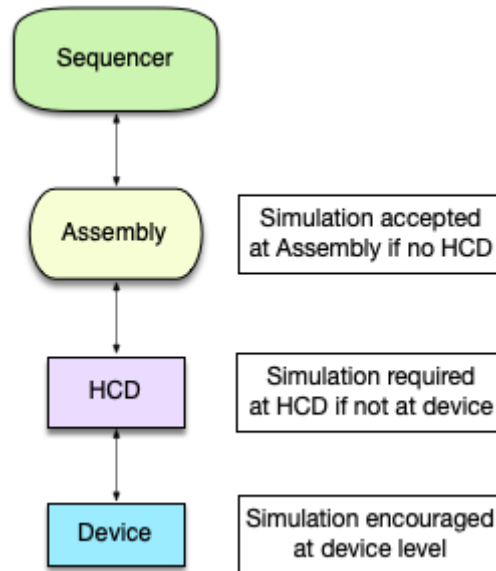 Sequencer
Assembly
Simulation accepted
at Assembly if no HCD
HCD
Simulation required
at HCD if not at device
Device
Simulation encouraged
at device level